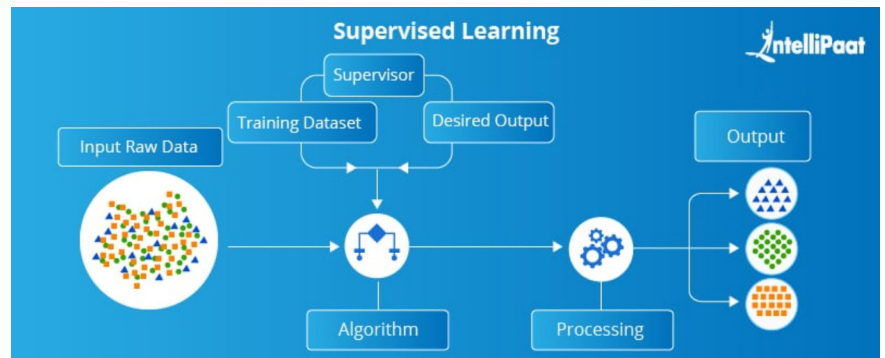 Supervised Learning
IntelliPaat
Supervisor
Training Dataset
Desired Output
Input Raw Data
Output
Algorithm
Processing